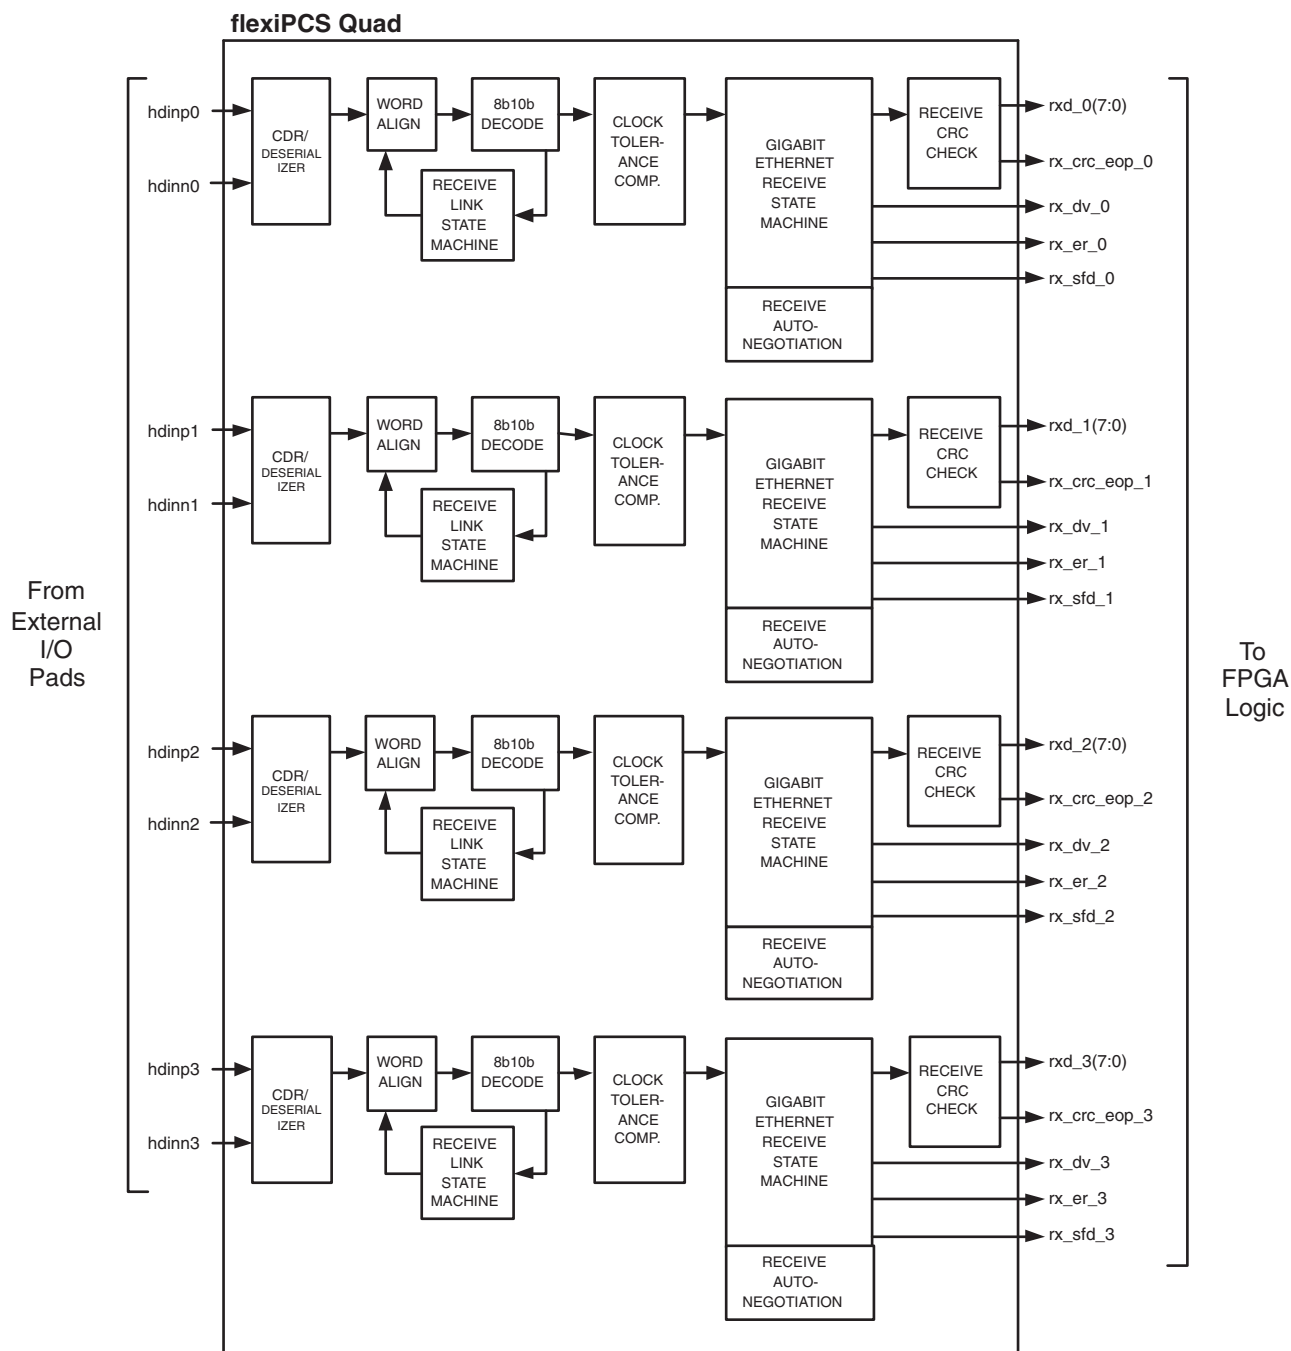 flexiPCS Quad
From
External
I/O
Pads
To
FPGA
Logic
hdinp0
hdinn0
CDR/
DESERIAL
IZER
WORD
ALIGN
8b10b
DECODE
RECEIVE
LINK
STATE
MACHINE
CLOCK
TOLER-
ANCE
COMP.
GIGABIT
ETHERNET
RECEIVE
STATE
MACHINE
RECEIVE
AUTO-
NEGOTIATION
RECEIVE
CRC
CHECK
rxd_0(7:0)
rx_crc_eop_0
rx_dv_0
rx_er_0
rx_sfd_0
hdinp1
hdinn1
CDR/
DESERIAL
IZER
WORD
ALIGN
8b10b
DECODE
RECEIVE
LINK
STATE
MACHINE
CLOCK
TOLER-
ANCE
COMP.
GIGABIT
ETHERNET
RECEIVE
STATE
MACHINE
RECEIVE
AUTO-
NEGOTIATION
RECEIVE
CRC
CHECK
rxd_1(7:0)
rx_crc_eop_1
rx_dv_1
rx_er_1
rx_sfd_1
hdinp2
hdinn2
CDR/
DESERIAL
IZER
WORD
ALIGN
8b10b
DECODE
RECEIVE
LINK
STATE
MACHINE
CLOCK
TOLER-
ANCE
COMP.
GIGABIT
ETHERNET
RECEIVE
STATE
MACHINE
RECEIVE
AUTO-
NEGOTIATION
RECEIVE
CRC
CHECK
rxd_2(7:0)
rx_crc_eop_2
rx_dv_2
rx_er_2
rx_sfd_2
hdinp3
hdinn3
CDR/
DESERIAL
IZER
WORD
ALIGN
8b10b
DECODE
RECEIVE
LINK
STATE
MACHINE
CLOCK
TOLER-
ANCE
COMP.
GIGABIT
ETHERNET
RECEIVE
STATE
MACHINE
RECEIVE
AUTO-
NEGOTIATION
RECEIVE
CRC
CHECK
rxd_3(7:0)
rx_crc_eop_3
rx_dv_3
rx_er_3
rx_sfd_3